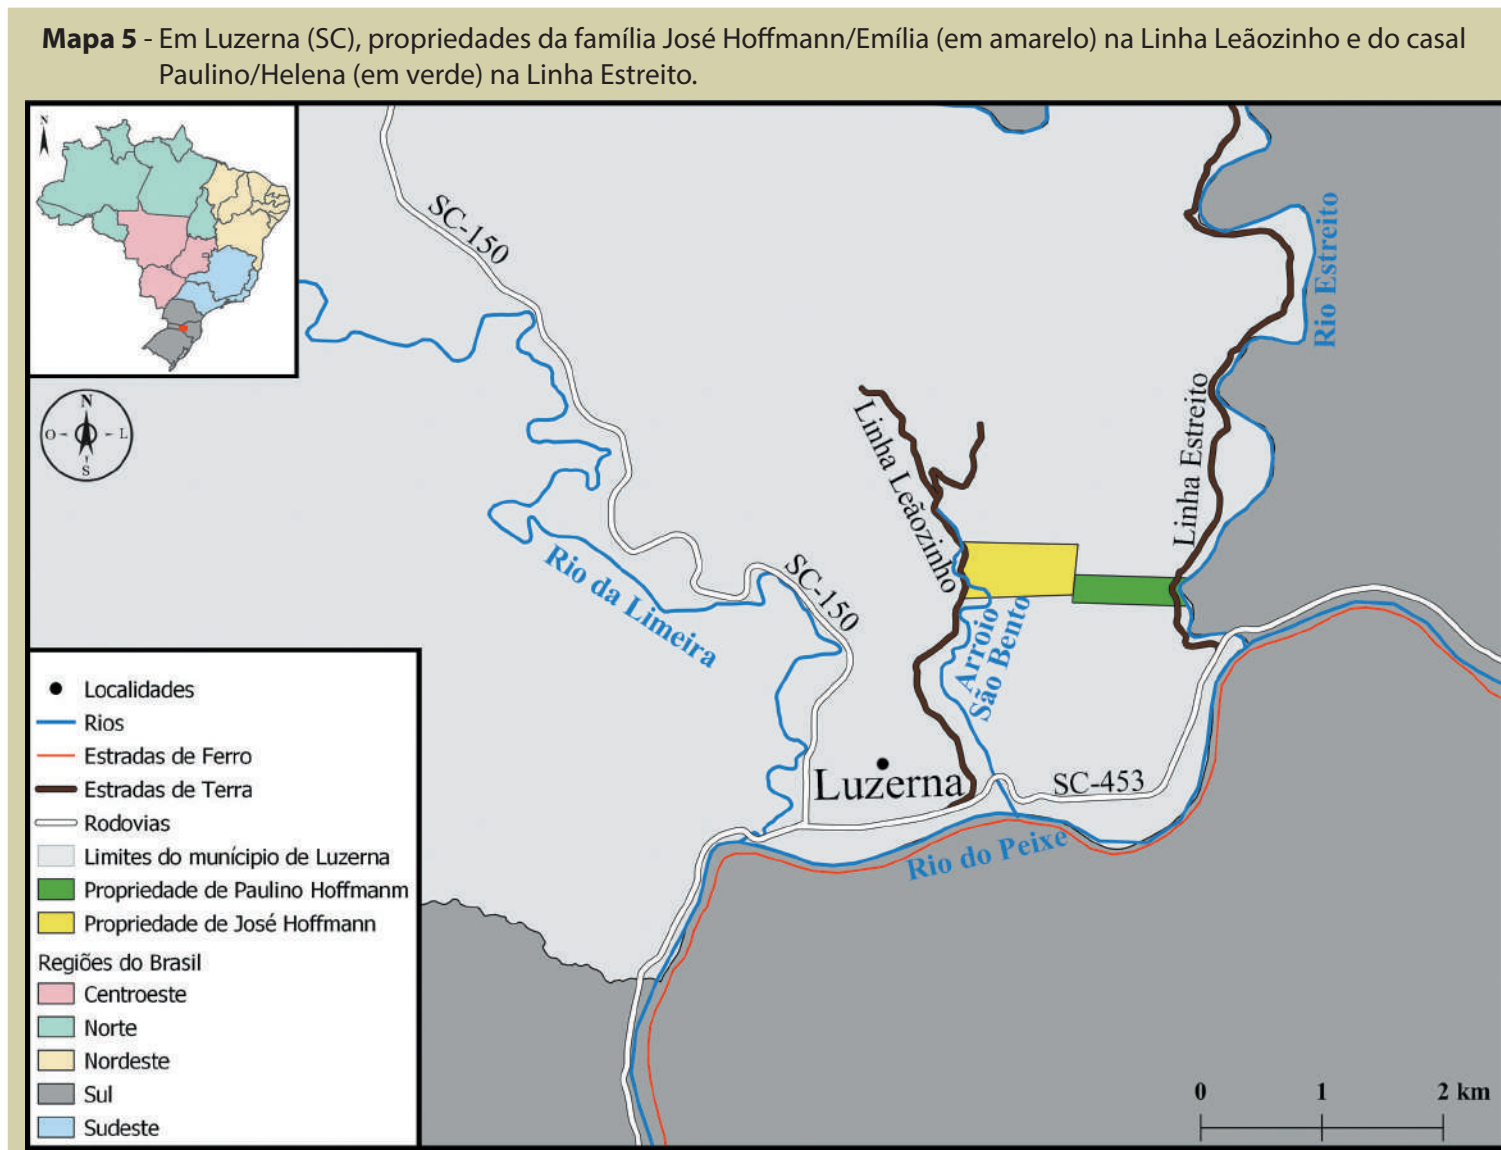 Mapa 5 - Em Luzerna (SC), propriedades da família José Hoffmann/Emília (em amarelo) na Linha Leãozinho e do casal
Paulino/Helena (em verde) na Linha Estreito.
N
SC-150
Rio Estreito
N
O
L
S
Linha Leãozinho
Linha Estreito
Rio da Limeira
SC-150
Arroio
São Bento
Luzerna
SC-453
Rio do Peixe
Localidades
Rios
Estradas de Ferro
Estradas de Terra
Rodovias
Limites do munícipio de Luzerna
Propriedade de Paulino Hoffmanm
Propriedade de José Hoffmann
Regiões do Brasil
Centroeste
Norte
Nordeste
Sul
Sudeste
0 1 2 km